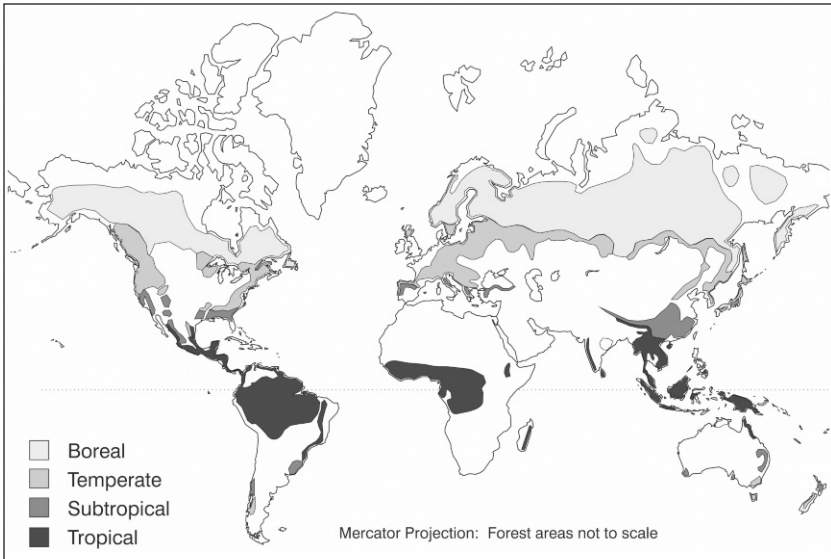 Boreal
Temperate
Subtropical
Tropical
Mercator Projection: Forest areas not to scale